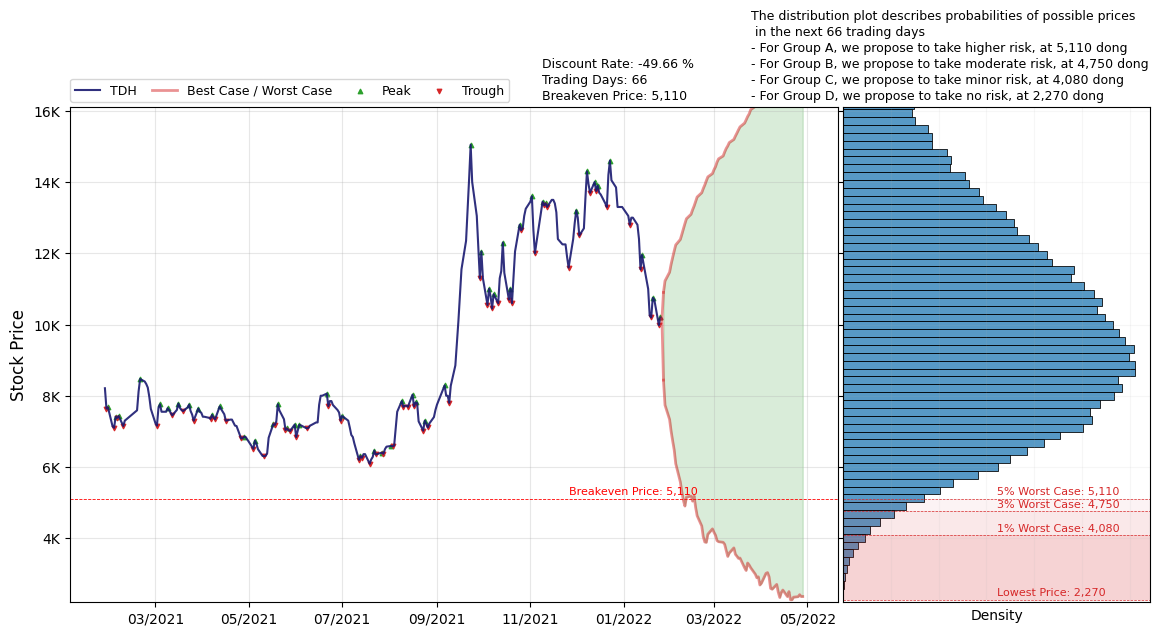 The distribution plot describes probabilities of possible prices
in the next 66 trading days
- For Group A, we propose to take higher risk, at 5,110 dong
- For Group B, we propose to take moderate risk, at 4,750 dong
- For Group C, we propose to take minor risk, at 4,080 dong
- For Group D, we propose to take no risk, at 2,270 dong
Discount Rate: -49.66 %
Trading Days: 66
Breakeven Price: 5,110
TDH
Best Case / Worst Case
Peak
Trough
Stock Price
16K
14K
12K
10K
8K
6K
4K
Breakeven Price: 5,110
5% Worst Case: 5,110
3% Worst Case: 4,750
1% Worst Case: 4,080
Lowest Price: 2,270
03/2021
05/2021
07/2021
09/2021
11/2021
01/2022
03/2022
05/2022
Density